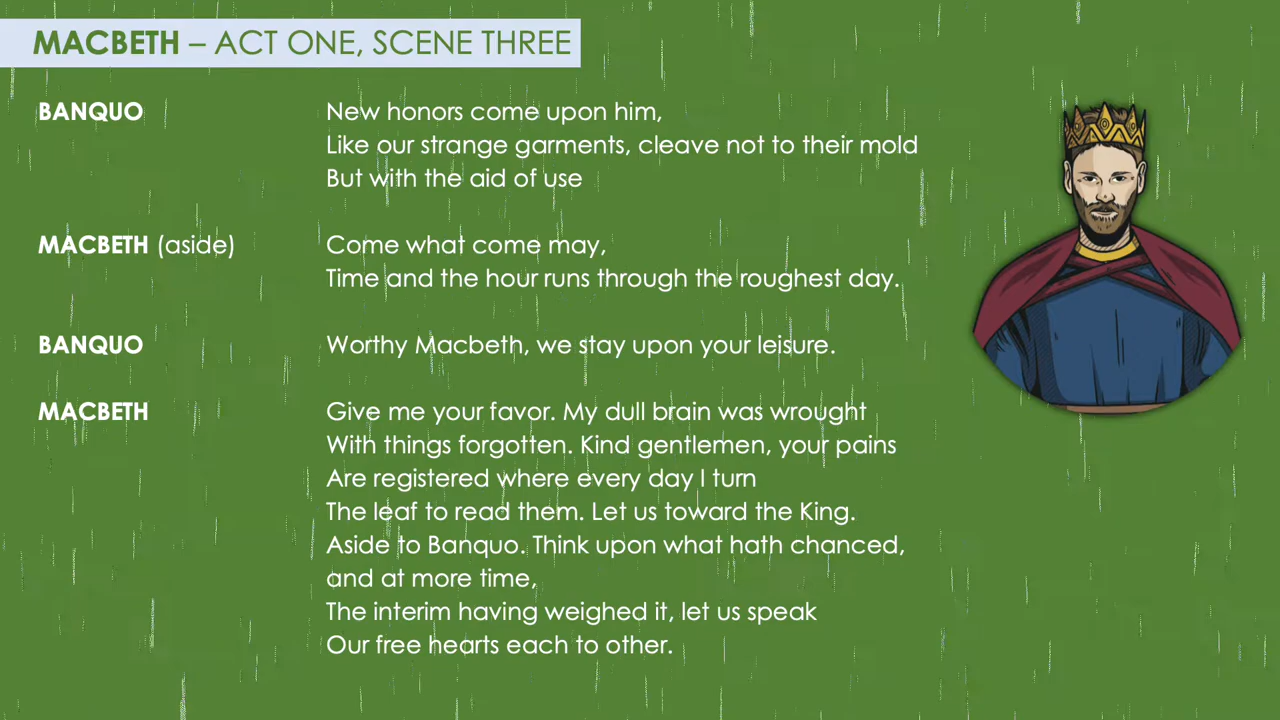 MACBETH – ACT ONE, SCENE THREE
BANQUO New honors come upon him,
Like our strange garments, cleave not to their mold
But with the aid of use
MACBETH (aside) Come what come may,
Time and the hour runs through the roughest day.
BANQUO Worthy Macbeth, we stay upon your leisure.
MACBETH Give me your favor. My dull brain was wrought
With things forgotten. Kind gentlemen, your pains
Are registered where every day I turn
The leaf to read them. Let us toward the King.
Aside to Banquo. Think upon what hath chanced,
and at more time,
The interim having weighed it, let us speak
Our free hearts each to other.